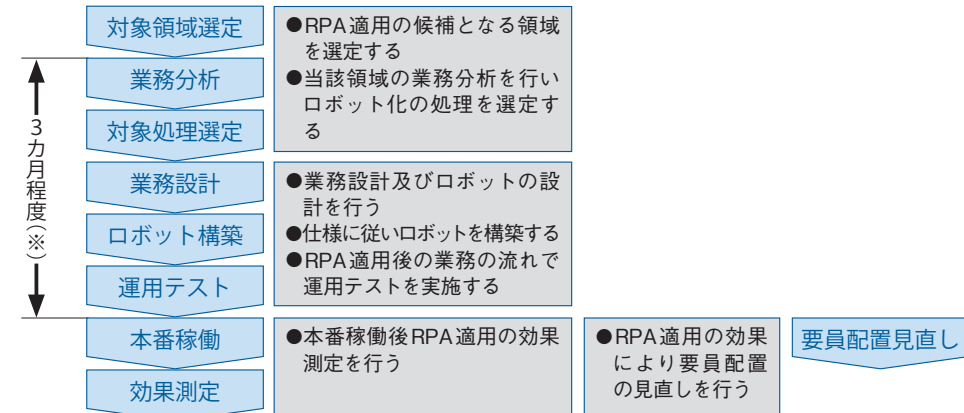 対象領域選定
●RPA適用の候補となる領域
を選定する
●当該領域の業務分析を行い
ロボット化の処理を選定す
る
業務分析
対象処理選定
3カ月程度(※)
業務設計
●業務設計及びロボットの設
計を行う
●仕様に従いロボットを構築する
●RPA適用後の業務の流れで
運用テストを実施する
ロボット構築
運用テスト
本番稼働
●本番稼働後RPA適用の効果
測定を行う
●RPA適用の効果
により要員配置
の見直しを行う
要員配置見直し
効果測定